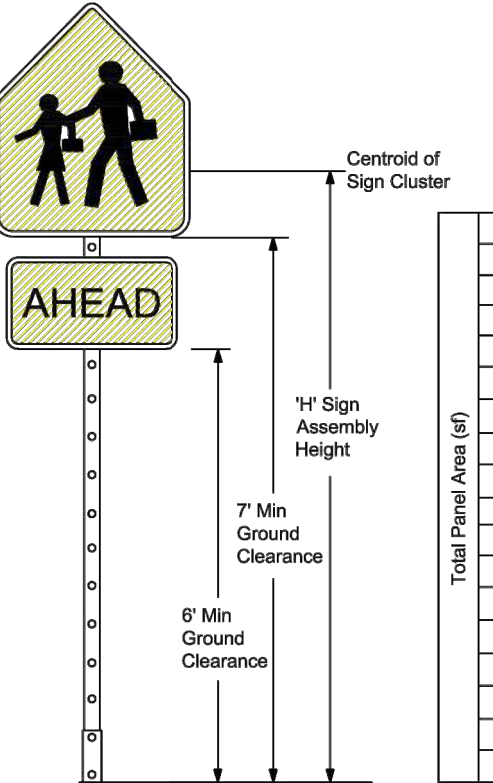 Centroid of
Sign Cluster
AHEAD
'H' Sign
Assembly
Height
7' Min
Ground
Clearance
6' Min
Ground
Clearance
Total Panel Area (sf)